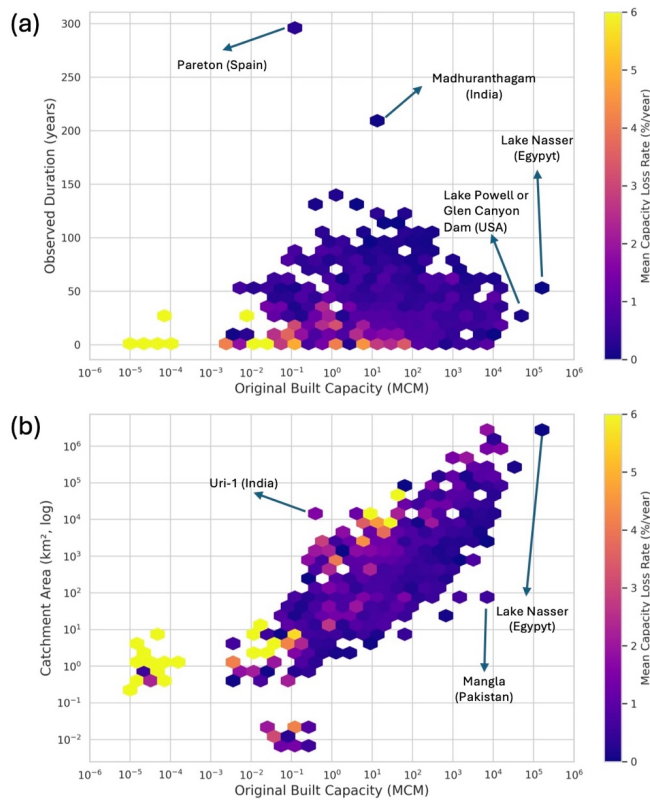 (a)
300
250
200
150
100
50
0
Observed Duration (years)
Pareton (Spain)
Madhuranthagam
(India)
Lake Nasser
(Egypyt)
Lake Powell or
Glen Canyon
Dam (USA)
10⁻⁶ 10⁻⁵ 10⁻⁴ 10⁻³ 10⁻² 10⁻¹ 10⁰ 10¹ 10² 10³ 10⁴ 10⁵ 10⁶
Original Built Capacity (MCM)
6
5
4
3
2
1
0
Mean Capacity Loss Rate (%/year)
(b)
10⁶
10⁵
10⁴
10³
10²
10¹
10⁰
10⁻¹
10⁻²
Catchment Area (km², log)
Uri-1 (India)
Lake Nasser
(Egypyt)
Mangla
(Pakistan)
10⁻⁶ 10⁻⁵ 10⁻⁴ 10⁻³ 10⁻² 10⁻¹ 10⁰ 10¹ 10² 10³ 10⁴ 10⁵ 10⁶
Original Built Capacity (MCM)
6
5
4
3
2
1
0
Mean Capacity Loss Rate (%/year)